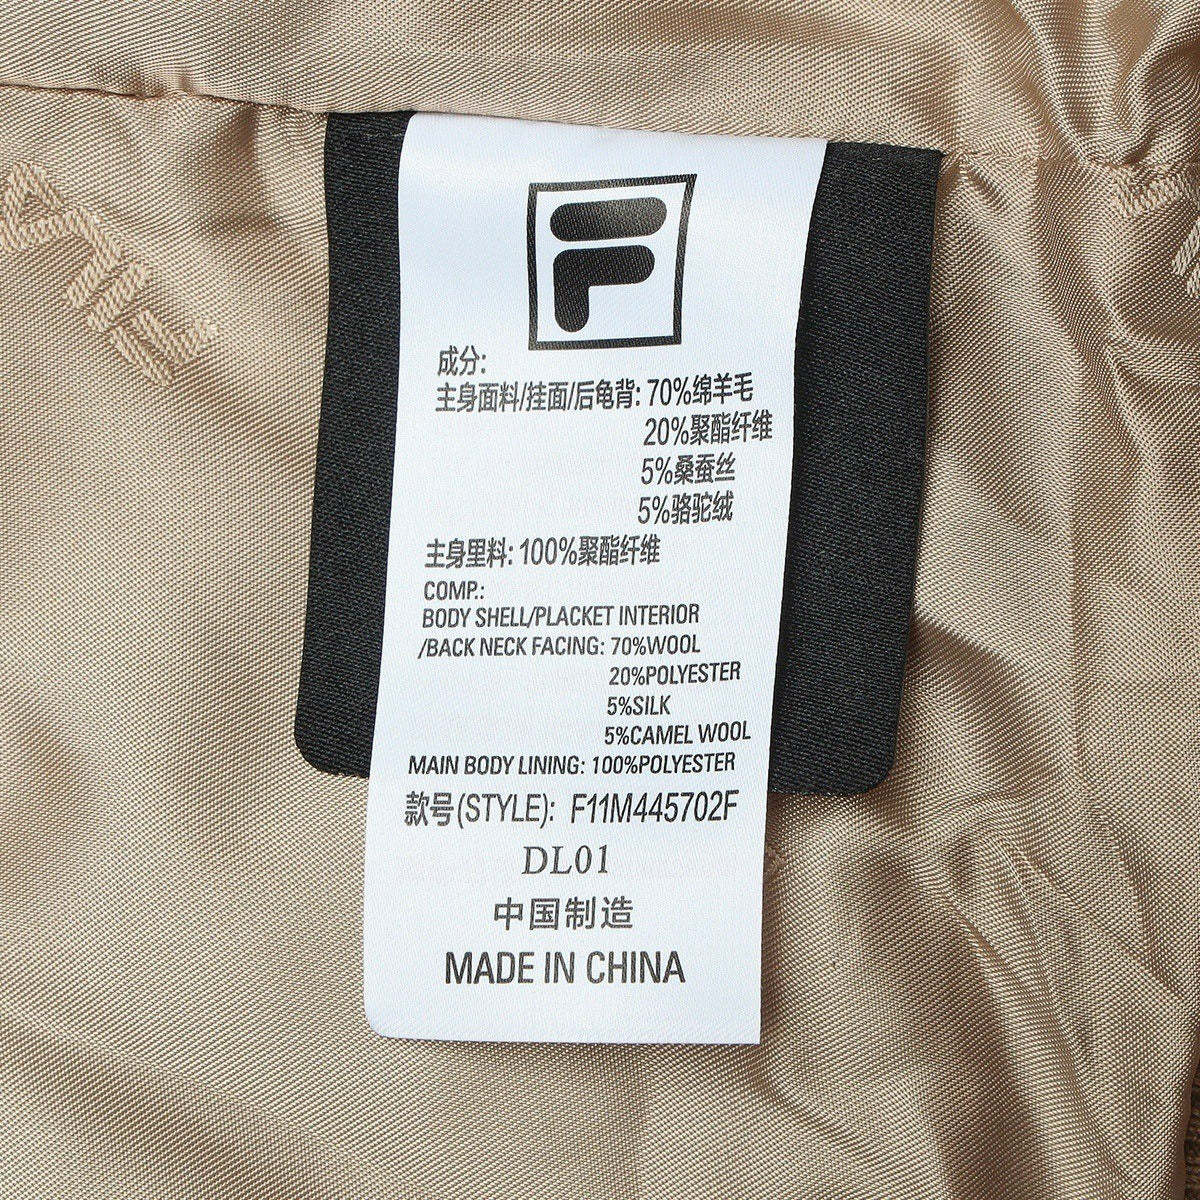 F
成分:
主身面料/挂面/后龟背: 70%绵羊毛
20%聚酯纤维
5%桑蚕丝
5%骆驼绒
主身里料: 100%聚酯纤维
COMP.:
BODY SHELL/PLACKET INTERIOR
/BACK NECK FACING: 70%WOOL
20%POLYESTER
5%SILK
5%CAMEL WOOL
MAIN BODY LINING: 100%POLYESTER
款号(STYLE): F11M445702F
DL01
中国制造
MADE IN CHINA